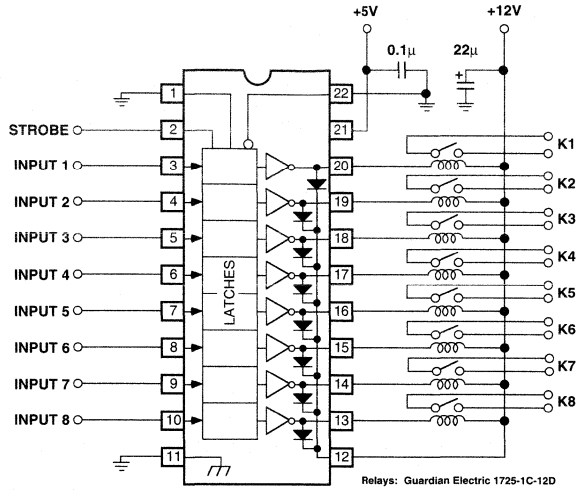 +5V
+12V
0.1μ
22μ
+
1
22
STROBE
2
21
INPUT 1
3
20
K1
INPUT 2
4
19
K2
INPUT 3
5
18
K3
INPUT 4
6
17
K4
INPUT 5
7
16
K5
INPUT 6
8
15
K6
INPUT 7
9
14
K7
INPUT 8
10
13
K8
11
12
LATCHES
Relays: Guardian Electric 1725-1C-12D